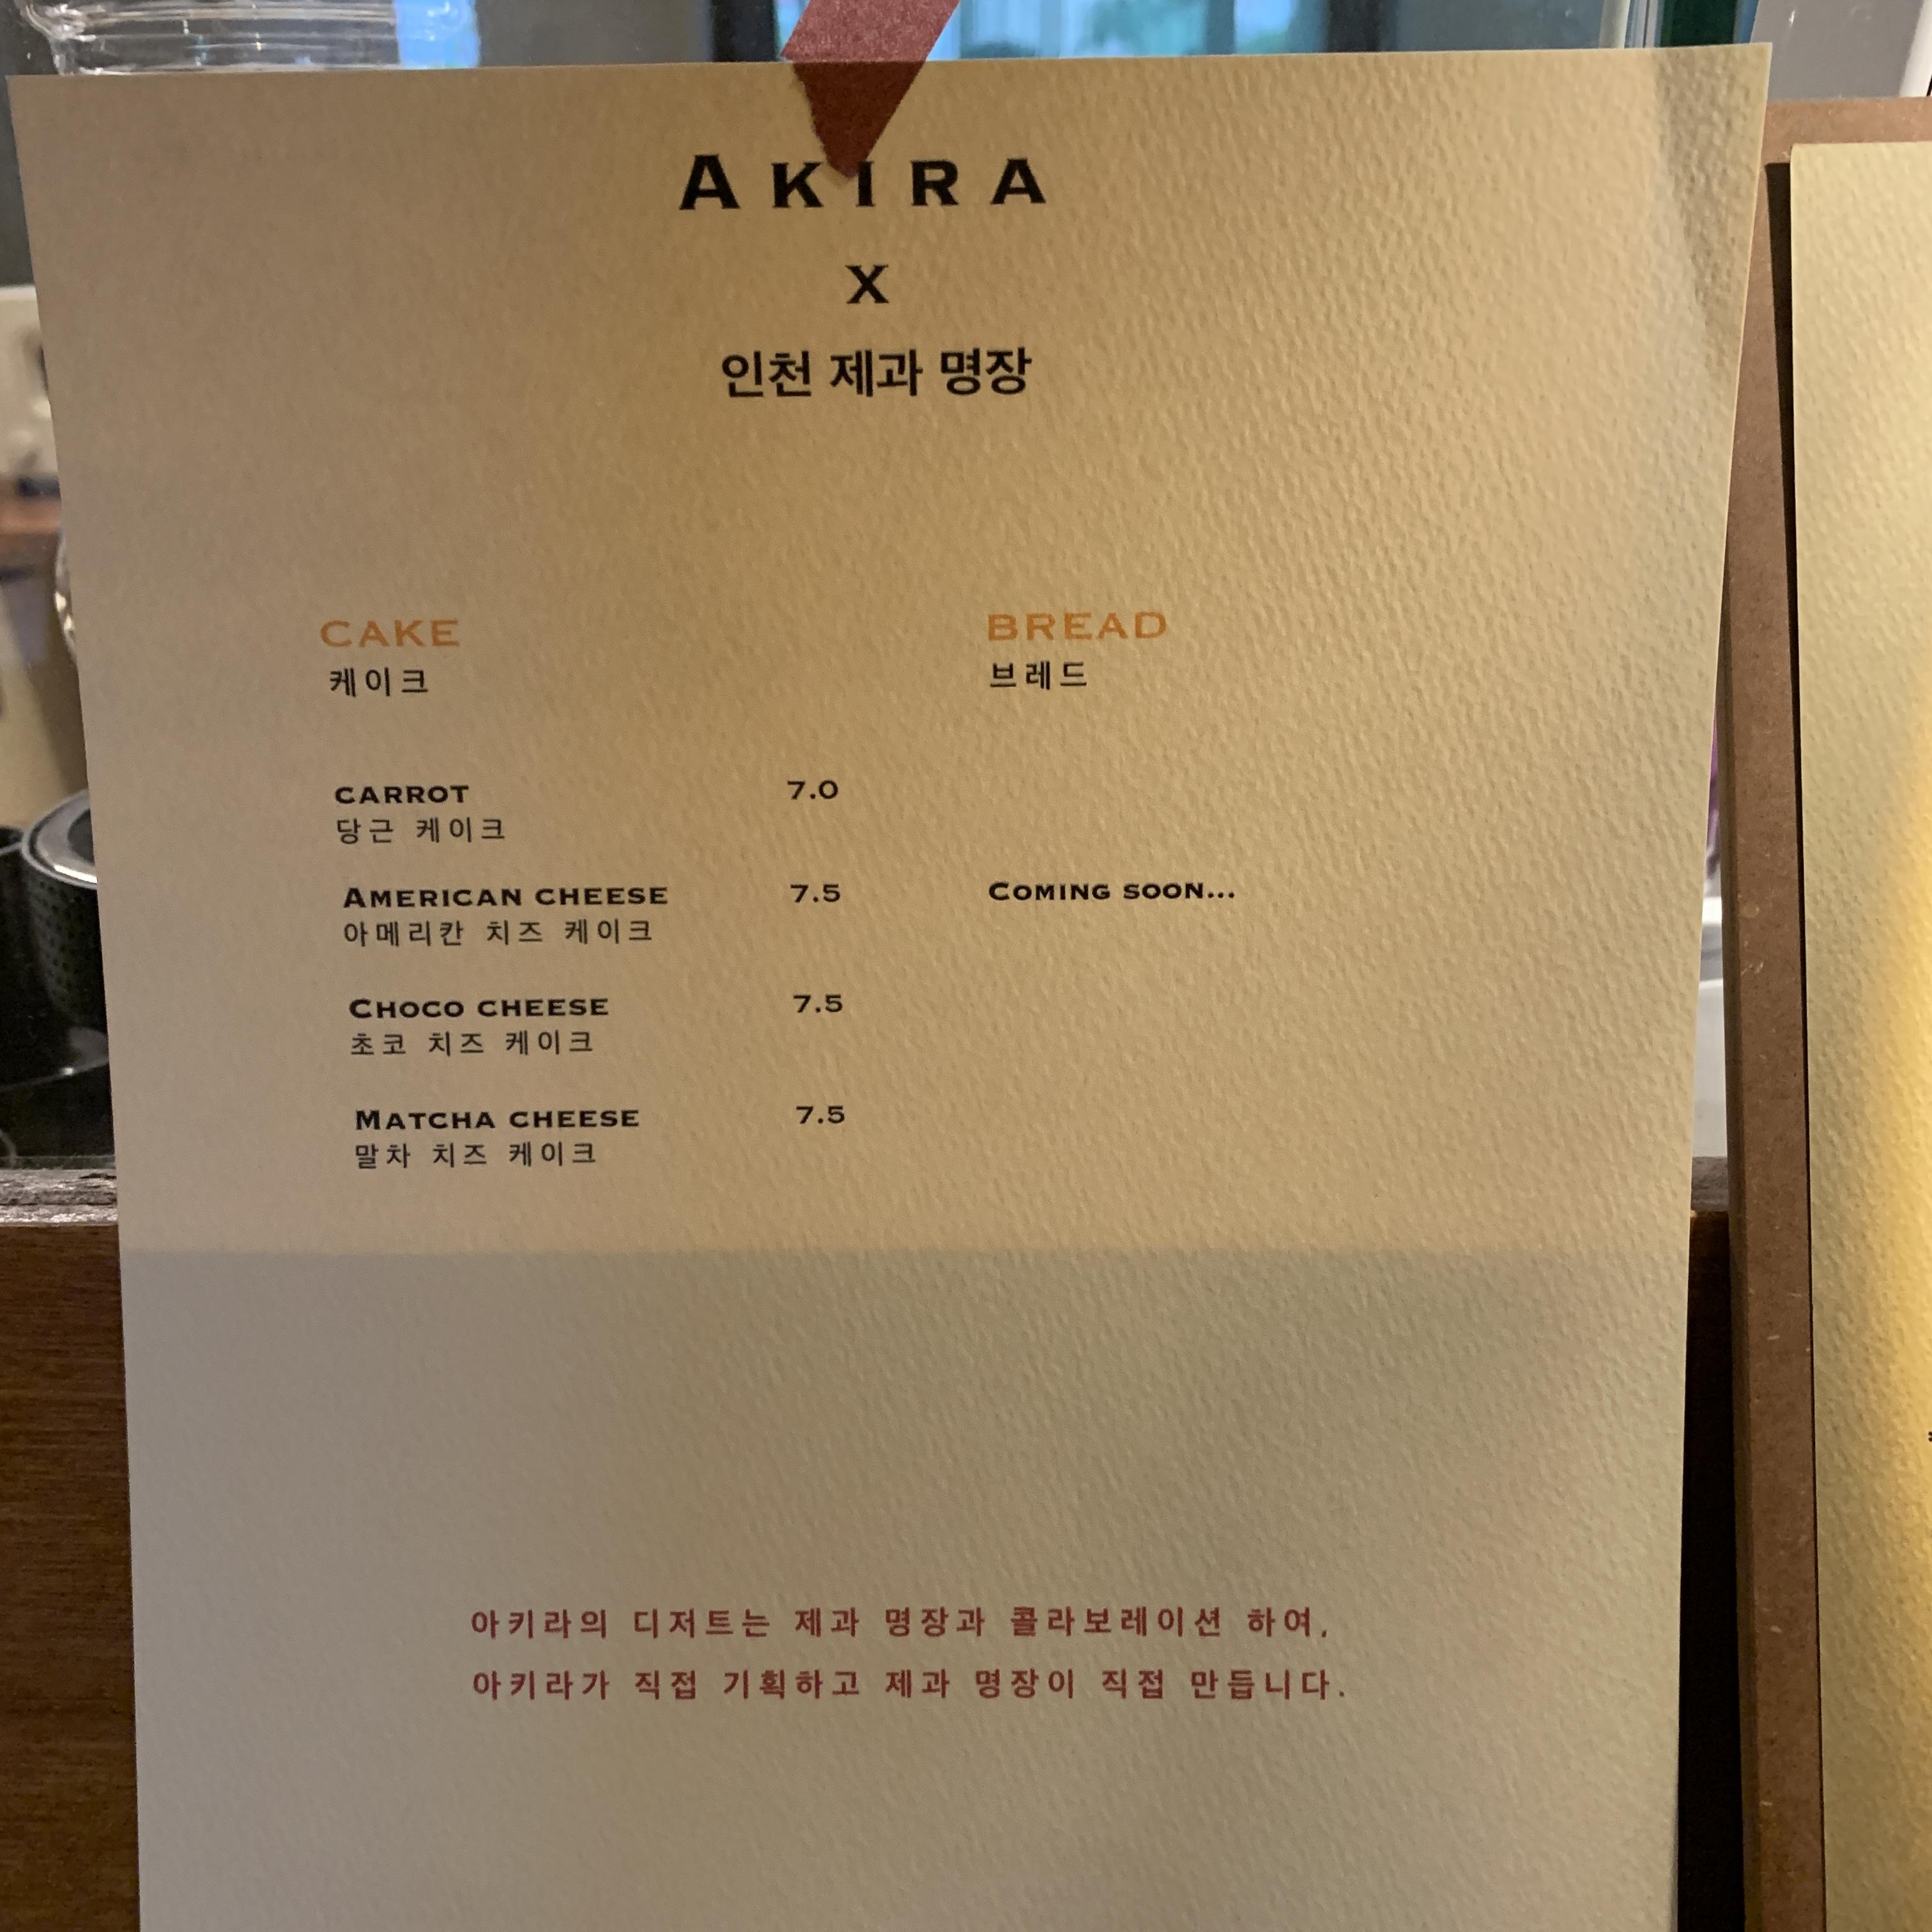 AKIRA
X
인천 제과 명장
CAKE
케이크
CARROT 7.0
당근 케이크
AMERICAN CHEESE 7.5
아메리칸 치즈 케이크
CHOCO CHEESE 7.5
초코 치즈 케이크
MATCHA CHEESE 7.5
말차 치즈 케이크
BREAD
브레드
COMING SOON...
아키라의 디저트는 제과 명장과 콜라보레이션 하여,
아키라가 직접 기획하고 제과 명장이 직접 만듭니다.